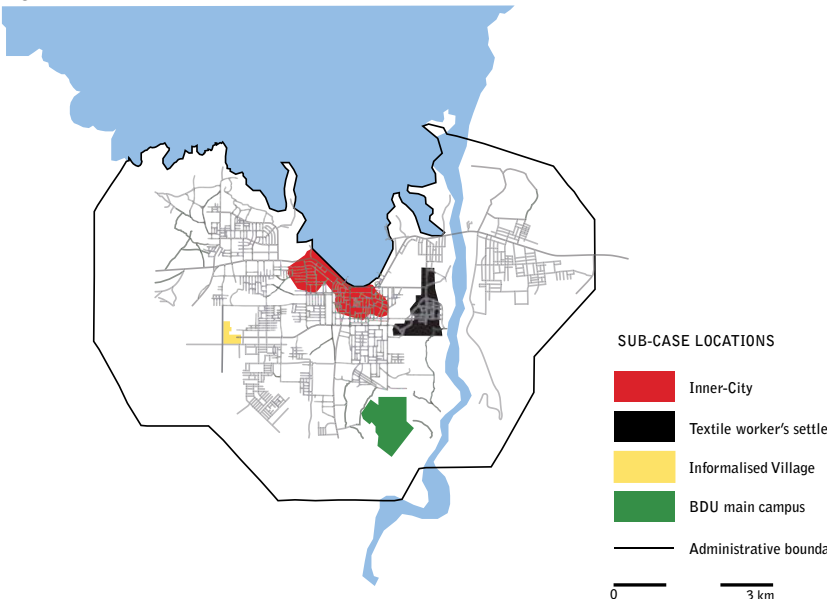 SUB-CASE LOCATIONS
Inner-City
Textile worker's settle
Informalised Village
BDU main campus
Administrative bounda
0 3 km